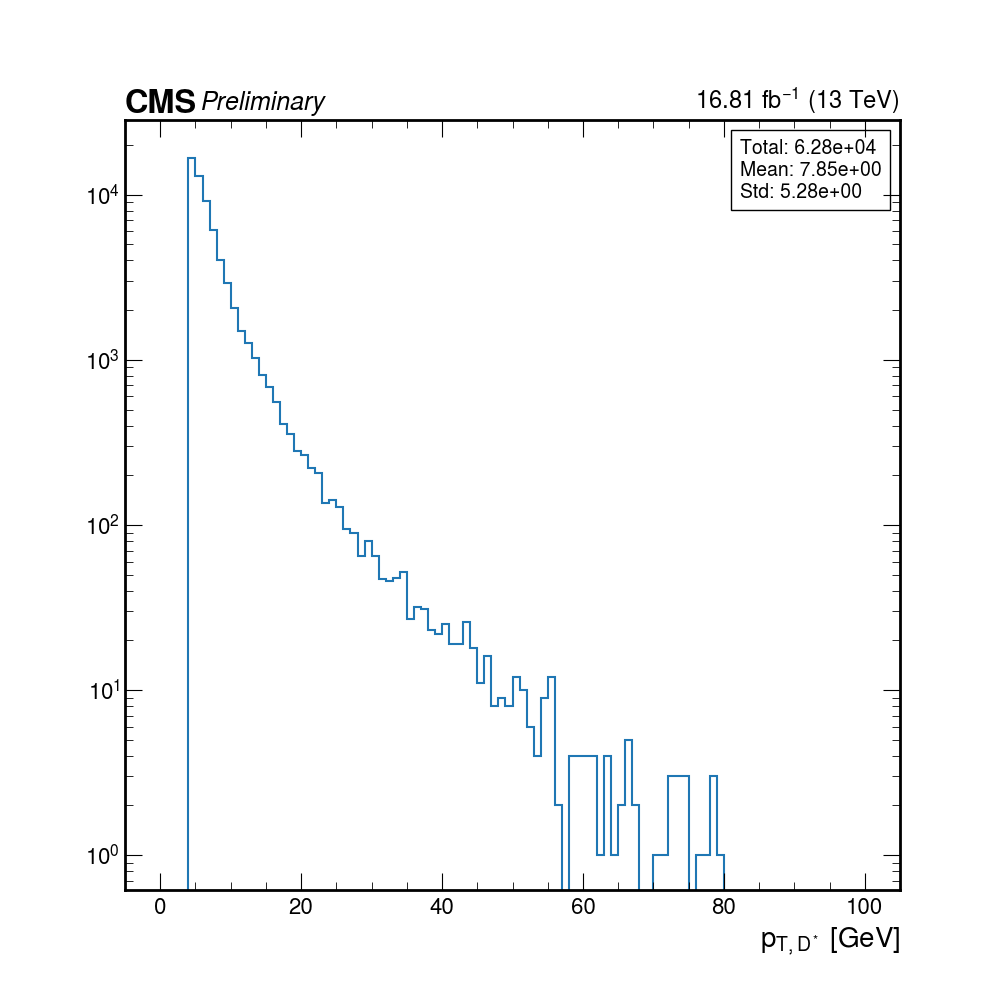 CMS Preliminary 16.81 fb⁻¹ (13 TeV)
Total: 6.28e+04
Mean: 7.85e+00
Std: 5.28e+00
10⁴
10³
10²
10¹
10⁰
0 20 40 60 80 100
p_{T, D*} [GeV]